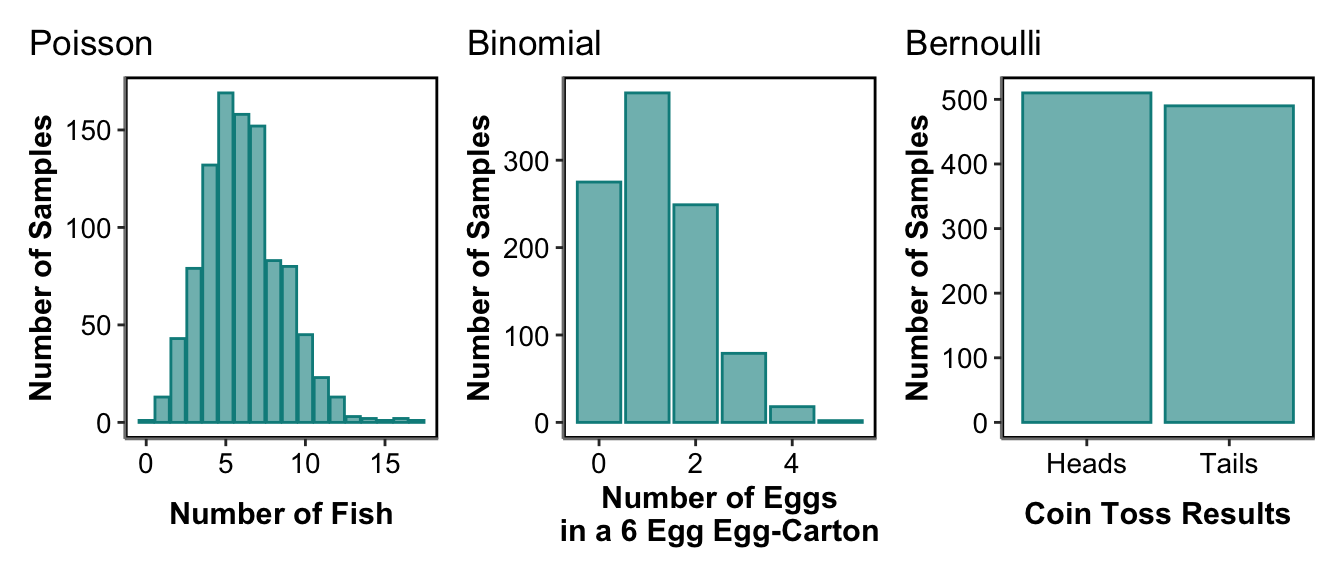 Poisson
Number of Samples
150
100
50
0
0 5 10 15
Number of Fish
Binomial
Number of Samples
300
200
100
0
0 2 4
Number of Eggs
in a 6 Egg Egg-Carton
Bernoulli
Number of Samples
500
400
300
200
100
0
Heads Tails
Coin Toss Results